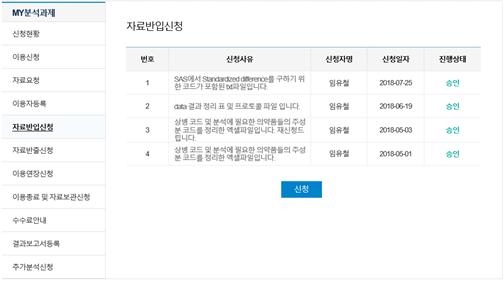 MY분석과제
신청현황
이용신청
자료요청
이용자등록
자료반입신청
자료반출신청
이용연장신청
이용종료 및 자료보관신청
수수료안내
결과보고서등록
추가분석신청
자료반입신청
번호 신청사유 신청자명 신청일자 진행상태
1 SAS에서 Standardized difference를 구하기 위 임유철 2018-07-25 승인
한 코드가 포함된 txt파일입니다.
2 data 결과 정리 표 및 프로토콜 파일 입니다. 임유철 2018-06-19 승인
3 상병 코드 및 분석에 필요한 의약품들의 주성 임유철 2018-05-03 승인
분 코드를 정리한 엑셀파일입니다. 재신청드
립니다.
4 상병 코드 및 분석에 필요한 의약품들의 주성 임유철 2018-05-01 승인
분 코드를 정리한 엑셀파일입니다.
신청